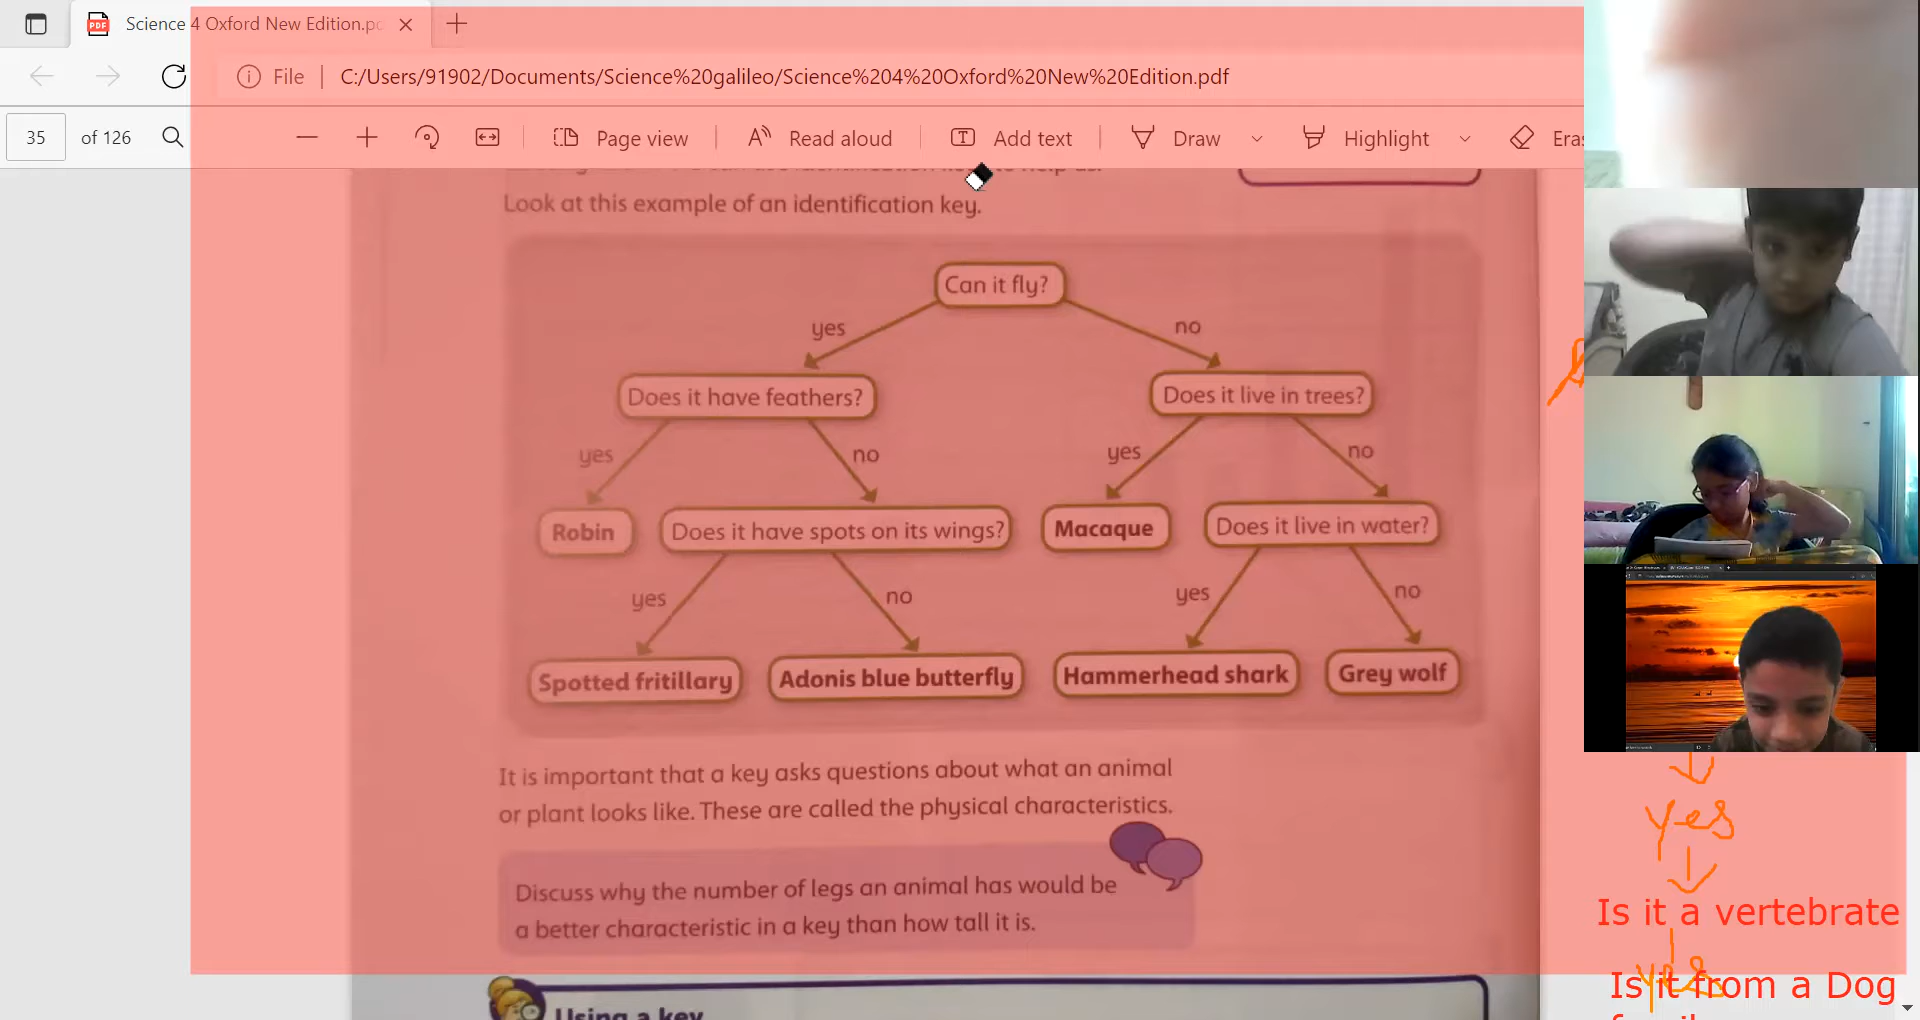 Science 4 Oxford New Edition.pd
File
C:/Users/91902/Documents/Science%20galileo/Science%204%20Oxford%20New%20Edition.pdf
35 of 126
Page view
Read aloud
Add text
Draw
Highlight
Eras
Look at this example of an identification key.
Can it fly?
yes no
Does it have feathers? Does it live in trees?
yes no yes no
Robin Does it have spots on its wings? Macaque Does it live in water?
yes no yes no
Spotted fritillary Adonis blue butterfly Hammerhead shark Grey wolf
It is important that a key asks questions about what an animal
or plant looks like. These are called the physical characteristics.
Discuss why the number of legs an animal has would be
a better characteristic in a key than how tall it is.
Using a key
yes
Is it a vertebrate
yes
Is it from a Dog